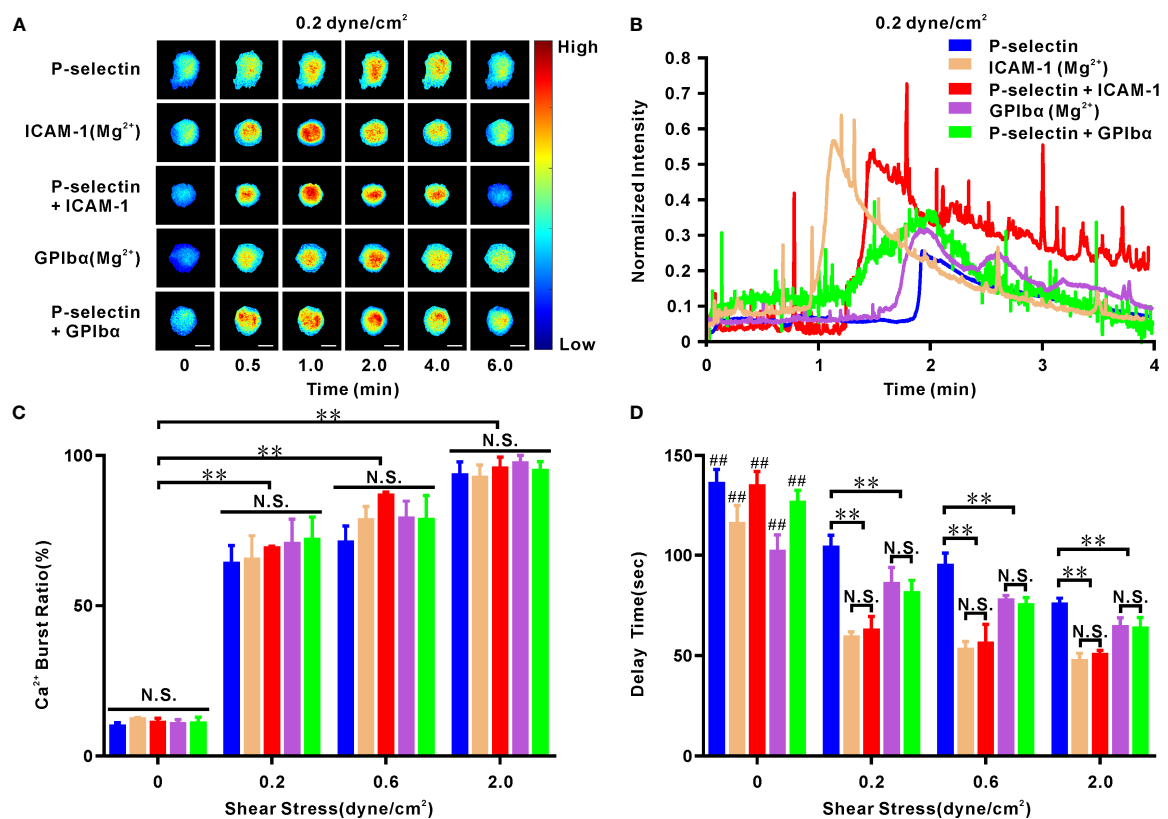 A
0.2 dyne/cm²
High
P-selectin
ICAM-1(Mg²⁺)
P-selectin
+ ICAM-1
GPIbα(Mg²⁺)
P-selectin
+ GPIbα
Low
0 0.5 1.0 2.0 4.0 6.0
Time (min)
B
0.2 dyne/cm²
P-selectin
ICAM-1 (Mg²⁺)
P-selectin + ICAM-1
GPIbα (Mg²⁺)
P-selectin + GPIbα
0.8
0.7
0.6
0.5
0.4
0.3
0.2
0.1
0
Normalized Intensity
0 1 2 3 4
Time (min)
C
**
**
**
N.S.
N.S.
N.S.
N.S.
100
50
0
Ca²⁺ Burst Ratio(%)
0 0.2 0.6 2.0
Shear Stress(dyne/cm²)
D
150
100
50
0
Delay Time(sec)
## ## ## ## ##
** ** N.S. N.S.
** ** N.S. N.S.
** ** N.S. N.S.
0 0.2 0.6 2.0
Shear Stress(dyne/cm²)